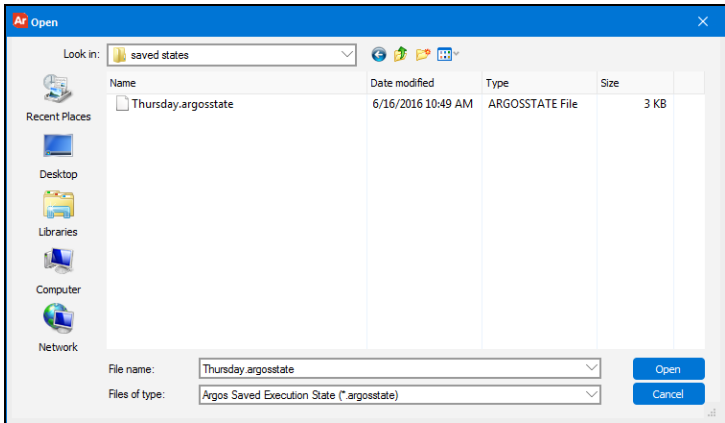 Ar Open
Look in: saved states
Name Date modified Type Size
Thursday.argosstate 6/16/2016 10:49 AM ARGOSSTATE File 3 KB
Recent Places
Desktop
Libraries
Computer
Network
File name: Thursday.argosstate Open
Files of type: Argos Saved Execution State (*.argosstate) Cancel